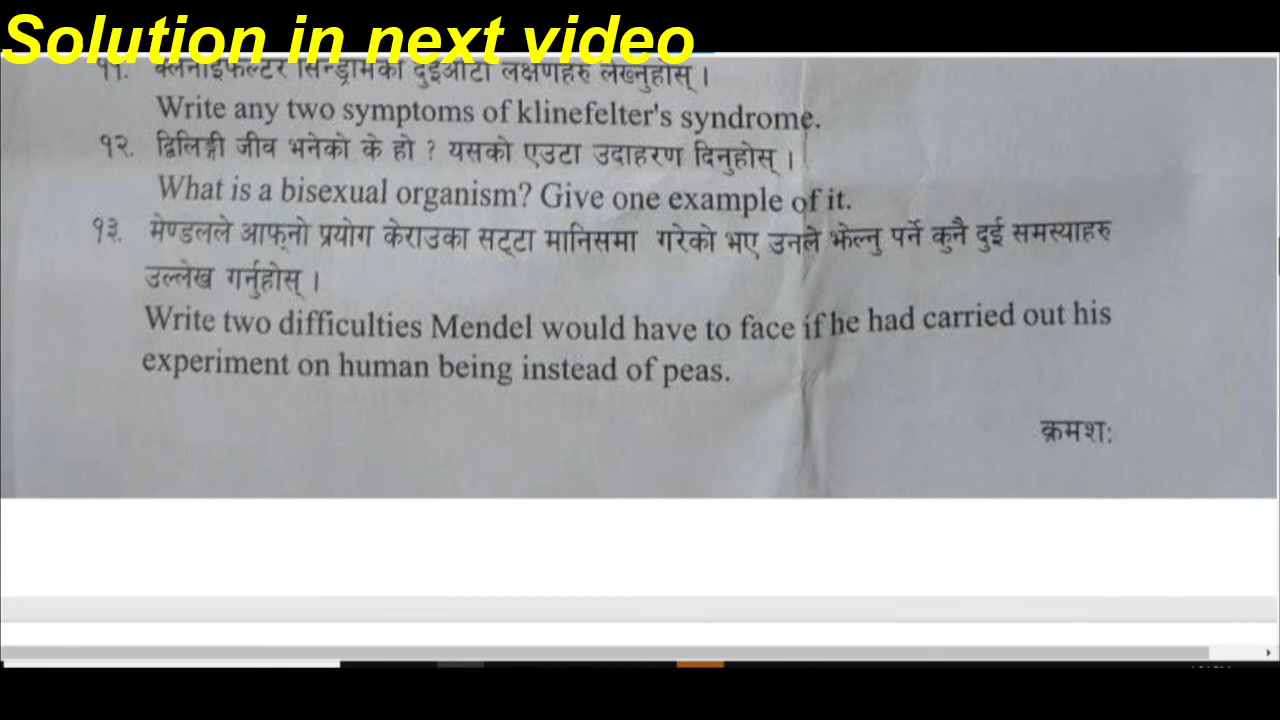 Solution in next video
११. क्लिनीफेल्टर सिन्ड्रोमका दुईओटा लक्षणहरु लेख्नुहोस् ।
Write any two symptoms of klinefelter's syndrome.
१२. द्विलिङ्गी जीव भनेको के हो ? यसको एउटा उदाहरण दिनुहोस् ।
What is a bisexual organism? Give one example of it.
१३. मेण्डलले आफ्नो प्रयोग केराउका सट्टा मानिसमा गरेको भए उनले झेल्नु पर्ने कुनै दुई समस्याहरु
उल्लेख गर्नुहोस् ।
Write two difficulties Mendel would have to face if he had carried out his
experiment on human being instead of peas.
क्रमश: